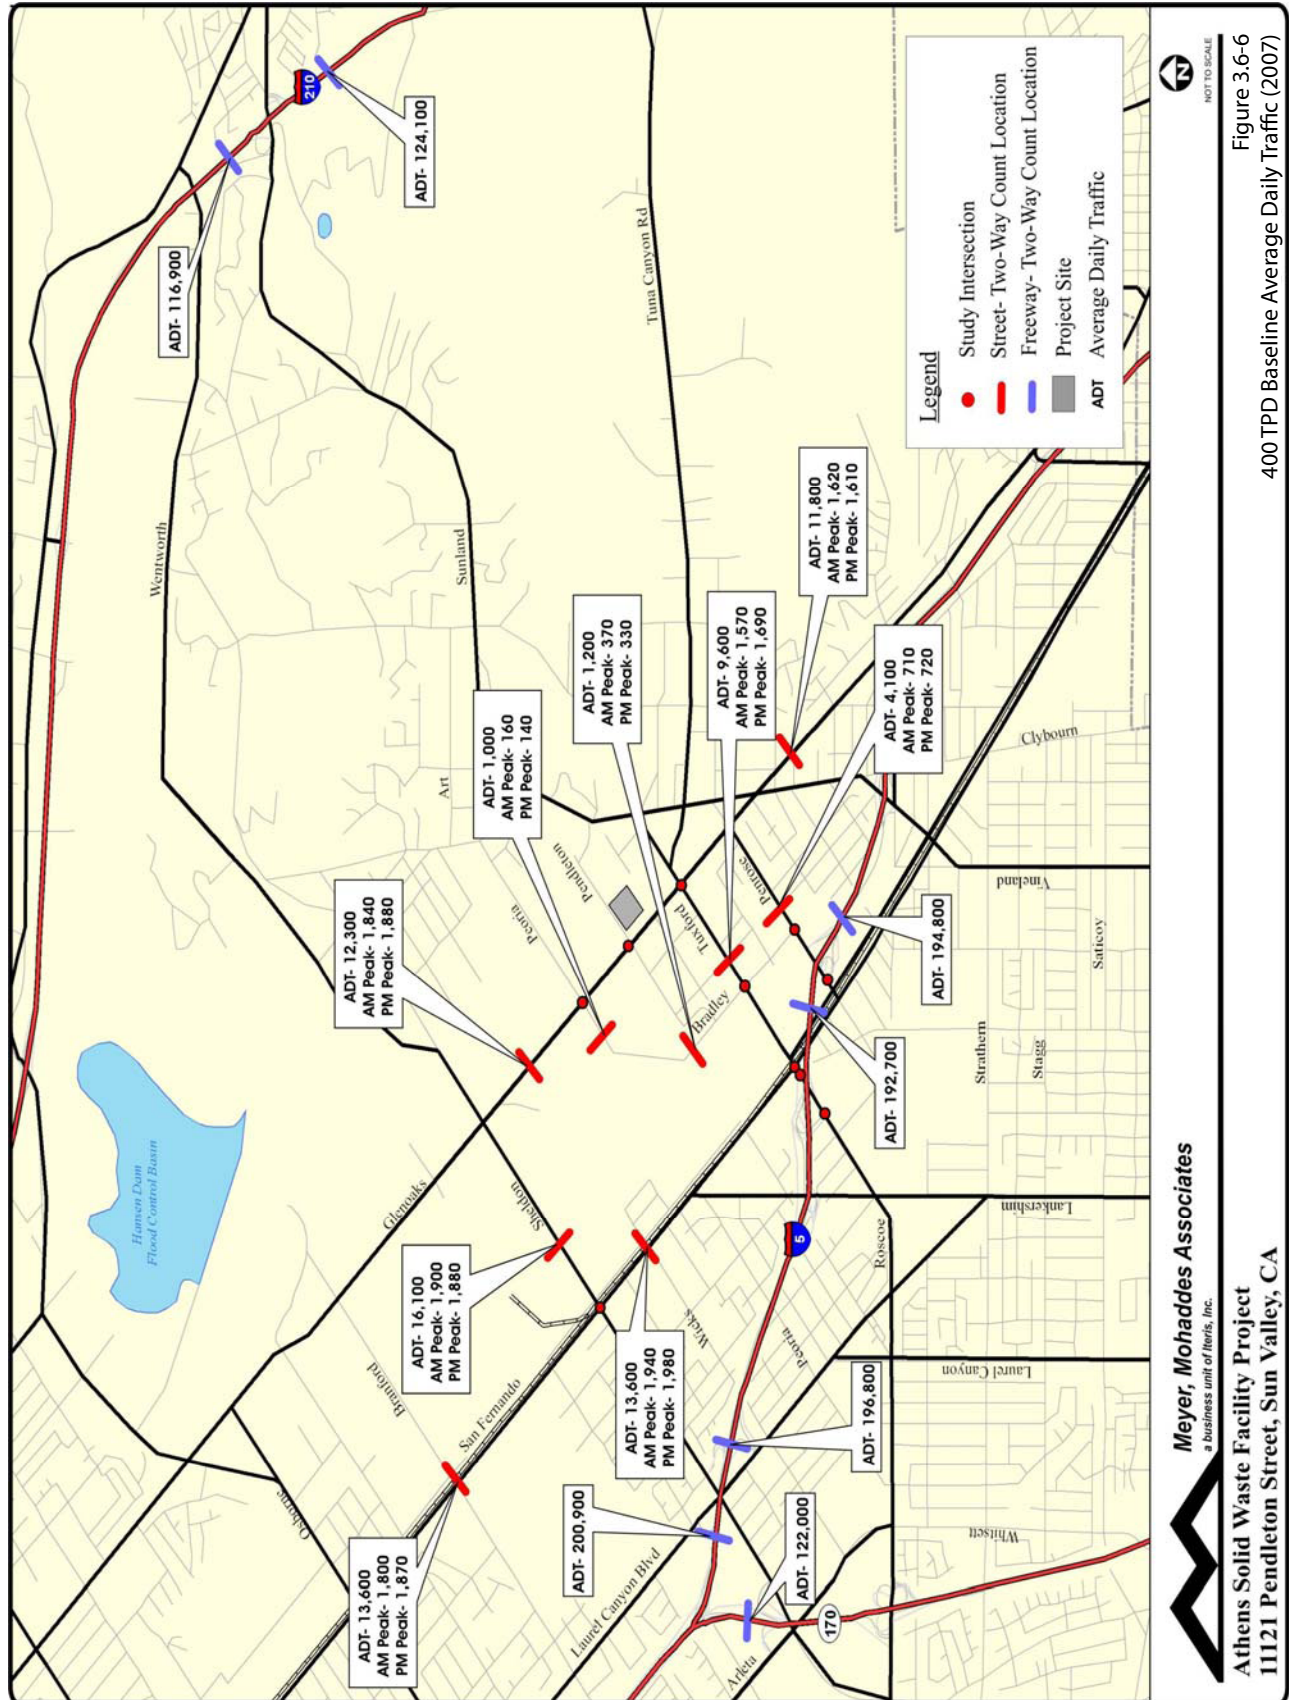 210
ADT- 124,100
ADT- 116,900
Tuna Canyon Rd
Wentworth
Sunland
Art
Hansen Dam
Flood Control Basin
ADT- 12,300
AM Peak- 1,840
PM Peak- 1,880
ADT- 1,000
AM Peak- 160
PM Peak- 140
ADT- 1,200
AM Peak- 370
PM Peak- 330
ADT- 9,600
AM Peak- 1,570
PM Peak- 1,690
ADT- 11,800
AM Peak- 1,620
PM Peak- 1,610
ADT- 4,100
AM Peak- 710
PM Peak- 720
Peoria
Pendleton
Tuxford
Penrose
Bradley
Clybourn
Vineland
Saticoy
Strathern
Stagg
ADT- 194,800
ADT- 192,700
Glenoaks
Sheldon
ADT- 16,100
AM Peak- 1,900
PM Peak- 1,880
Branford
San Fernando
Osborne
ADT- 13,600
AM Peak- 1,940
PM Peak- 1,980
Wicks
Peoria
5
Roscoe
Lankershim
Laurel Canyon
ADT- 196,800
ADT- 13,600
AM Peak- 1,800
PM Peak- 1,870
ADT- 200,900
ADT- 122,000
Laurel Canyon Blvd
Arleta
170
Whitsett
Legend
Study Intersection
Street- Two-Way Count Location
Freeway- Two-Way Count Location
Project Site
ADT Average Daily Traffic
N
NOT TO SCALE
Meyer, Mohaddes Associates
a business unit of Iteris, Inc.
Athens Solid Waste Facility Project
11121 Pendleton Street, Sun Valley, CA
Figure 3.6-6
400 TPD Baseline Average Daily Traffic (2007)